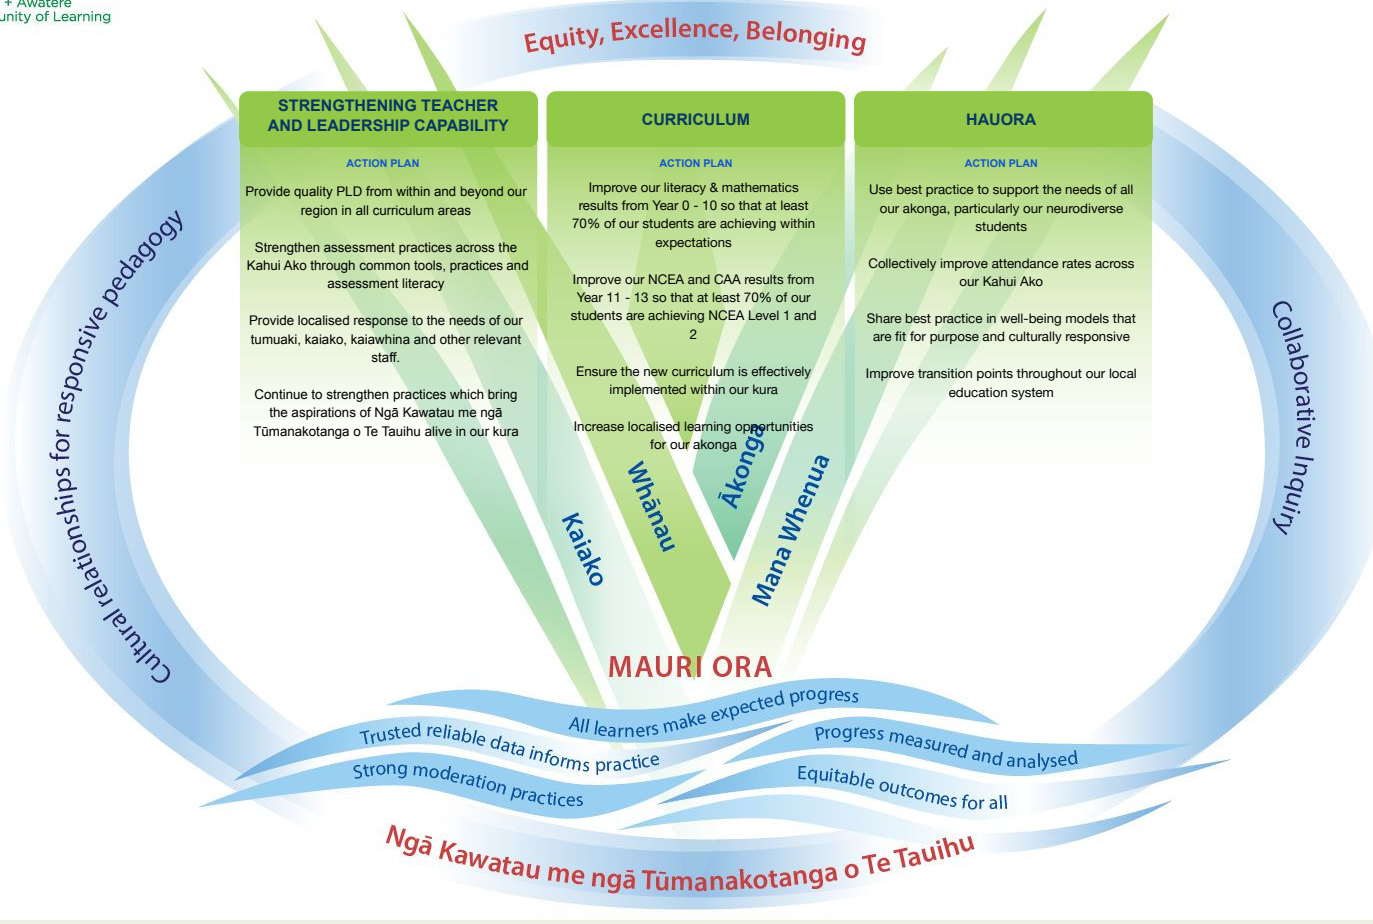 + Awatere
unity of Learning
Equity, Excellence, Belonging
STRENGTHENING TEACHER
AND LEADERSHIP CAPABILITY
ACTION PLAN
Provide quality PLD from within and beyond our
region in all curriculum areas
Strengthen assessment practices across the
Kahui Ako through common tools, practices and
assessment literacy
Provide localised response to the needs of our
tumuaki, kaiako, kaiawhina and other relevant
staff.
Continue to strengthen practices which bring
the aspirations of Ngā Kawatau me ngā
Tūmanakotanga o Te Tauihu alive in our kura
CURRICULUM
ACTION PLAN
Improve our literacy & mathematics
results from Year 0 - 10 so that at least
70% of our students are achieving within
expectations
Improve our NCEA and CAA results from
Year 11 - 13 so that at least 70% of our
students are achieving NCEA Level 1 and
2
Ensure the new curriculum is effectively
implemented within our kura
Increase localised learning opportunities
for our akonga
HAUORA
ACTION PLAN
Use best practice to support the needs of all
our akonga, particularly our neurodiverse
students
Collectively improve attendance rates across
our Kahui Ako
Share best practice in well-being models that
are fit for purpose and culturally responsive
Improve transition points throughout our local
education system
Cultural relationships for responsive pedagogy
Collaborative Inquiry
Kaiako
Whānau
Ākonga
Mana Whenua
MAURI ORA
All learners make expected progress
Trusted reliable data informs practice
Progress measured and analysed
Strong moderation practices
Equitable outcomes for all
Ngā Kawatau me ngā Tūmanakotanga o Te Tauihu